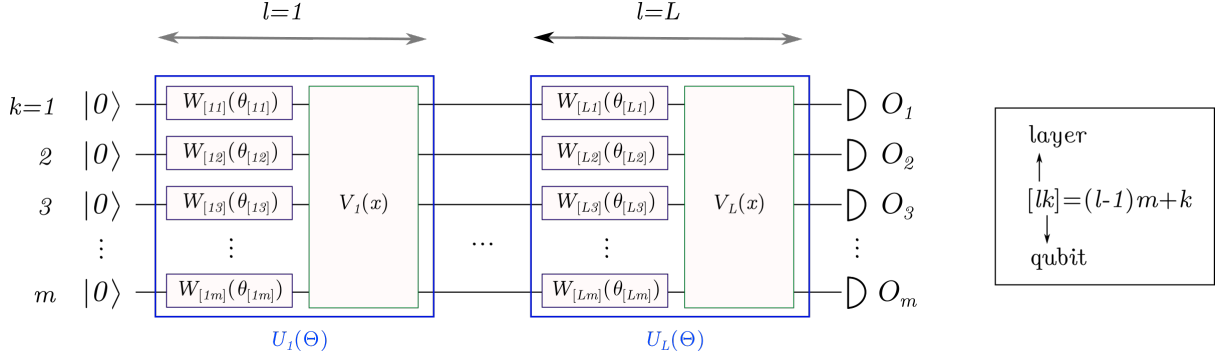 l=1 l=L
k=1 |0⟩ W[11](θ[11]) W[L1](θ[L1]) O1
2 |0⟩ W[12](θ[12]) W[L2](θ[L2]) O2
3 |0⟩ W[13](θ[13]) V1(x) W[L3](θ[L3]) VL(x) O3
⋮ ⋮ ... ⋮ ⋮
m |0⟩ W[1m](θ[1m]) W[Lm](θ[Lm]) Om
U1(Θ) UL(Θ)
layer
[lk]=(l-1)m+k
qubit